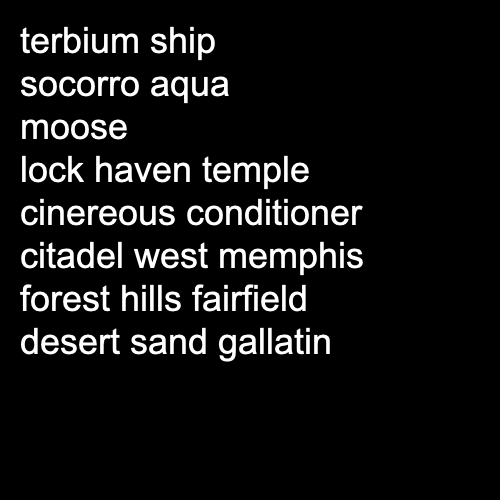 terbium ship
socorro aqua
moose
lock haven temple
cinereous conditioner
citadel west memphis
forest hills fairfield
desert sand gallatin